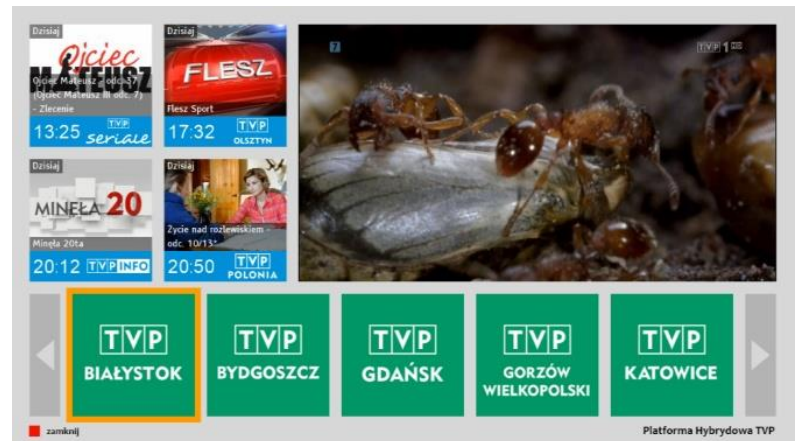 Dzisiaj
Ojciec
MATEUSZ
Ojciec Mateusz - odc. 37
(Ojciec Mateusz III odc. 7)
- Zlecenie
13:25 TVP seriale
Dzisiaj
FLESZ
Flesz Sport
17:32 TVP OLSZTYN
7
TVP 1 HD
Dzisiaj
MINĘŁA 20
Minęła 20ta
20:12 TVP INFO
Dzisiaj
Życie nad rozlewiskiem -
odc. 10/13*
20:50 TVP POLONIA
TVP
BIAŁYSTOK
TVP
BYDGOSZCZ
TVP
GDAŃSK
TVP
GORZÓW
WIELKOPOLSKI
TVP
KATOWICE
zamknij
Platforma Hybrydowa TVP